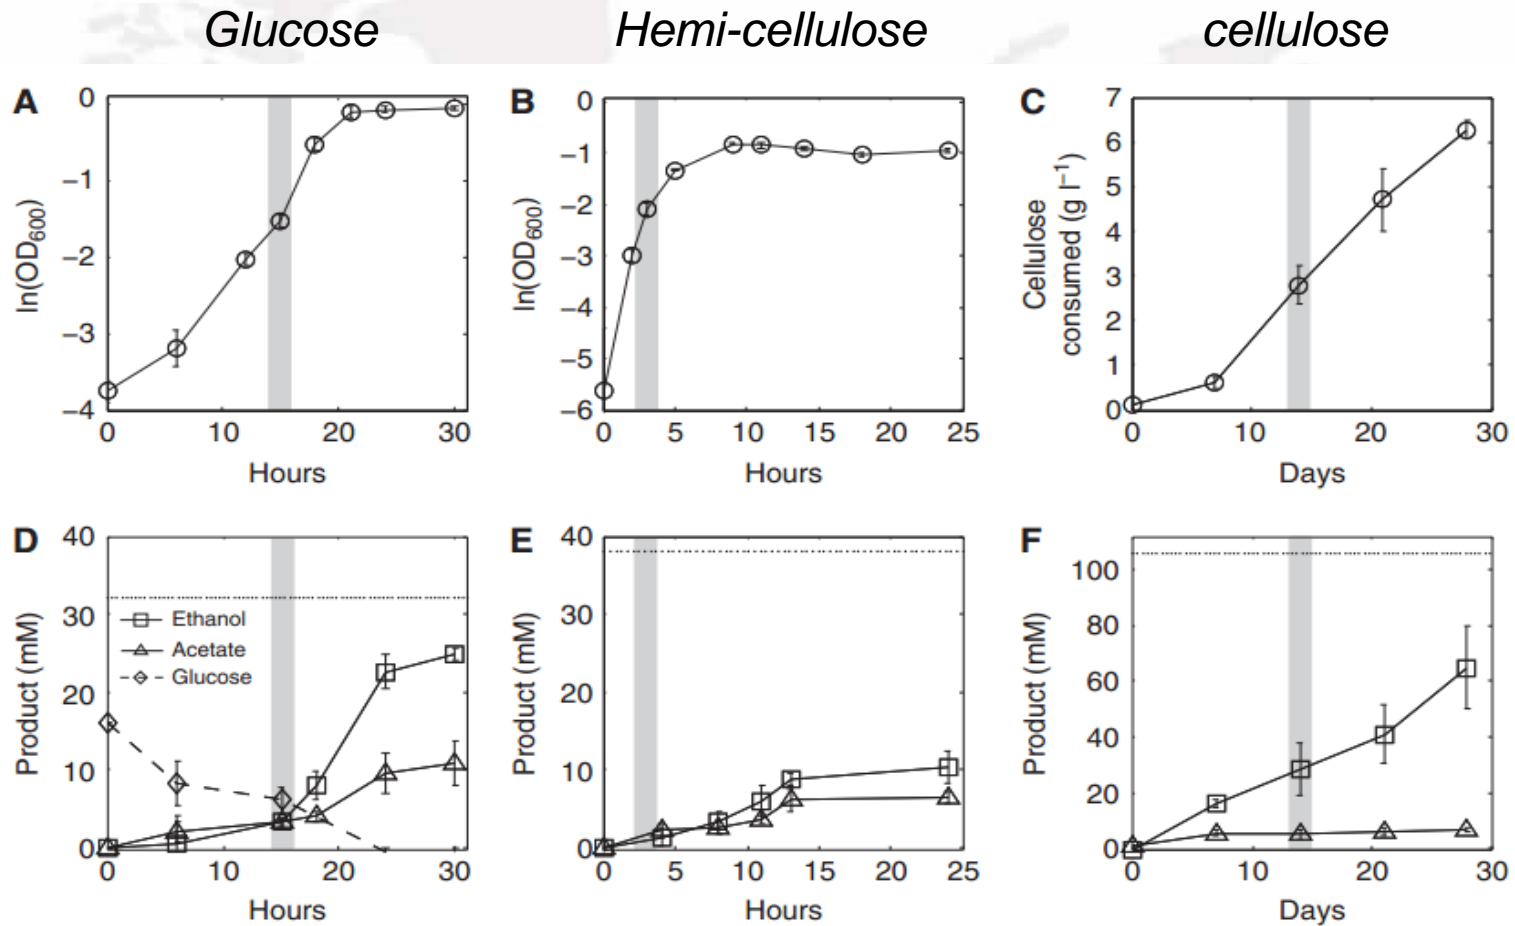 Glucose
Hemi-cellulose
cellulose
A
0
−1
−2
−3
−4
ln(OD600)
0 10 20 30
Hours
B
0
−1
−2
−3
−4
−5
−6
ln(OD600)
0 5 10 15 20 25
Hours
C
7
6
5
4
3
2
1
0
Cellulose
consumed (g l−1)
0 10 20 30
Days
D
40
30
20
10
0
Product (mM)
Ethanol
Acetate
Glucose
0 10 20 30
Hours
E
40
30
20
10
0
Product (mM)
0 5 10 15 20 25
Hours
F
100
80
60
40
20
0
Product (mM)
0 10 20 30
Days